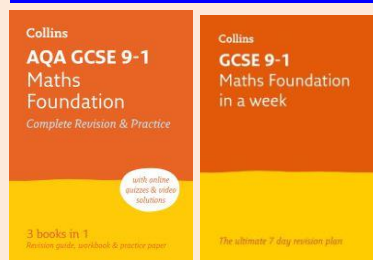 Collins
AQA GCSE 9-1
Maths
Foundation
Complete Revision & Practice
with online
quizzes & video
solutions
3 books in 1
Revision guide, workbook & practice paper
Collins
GCSE 9-1
Maths Foundation
in a week
The ultimate 7 day revision plan